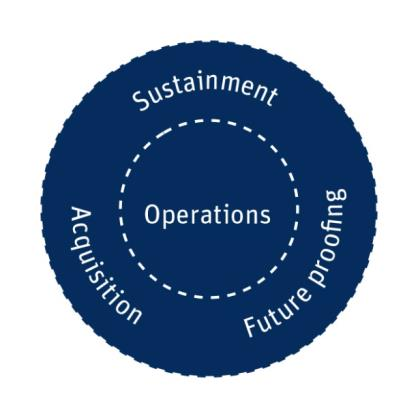 Sustainment
Operations
Acquisition
Future proofing